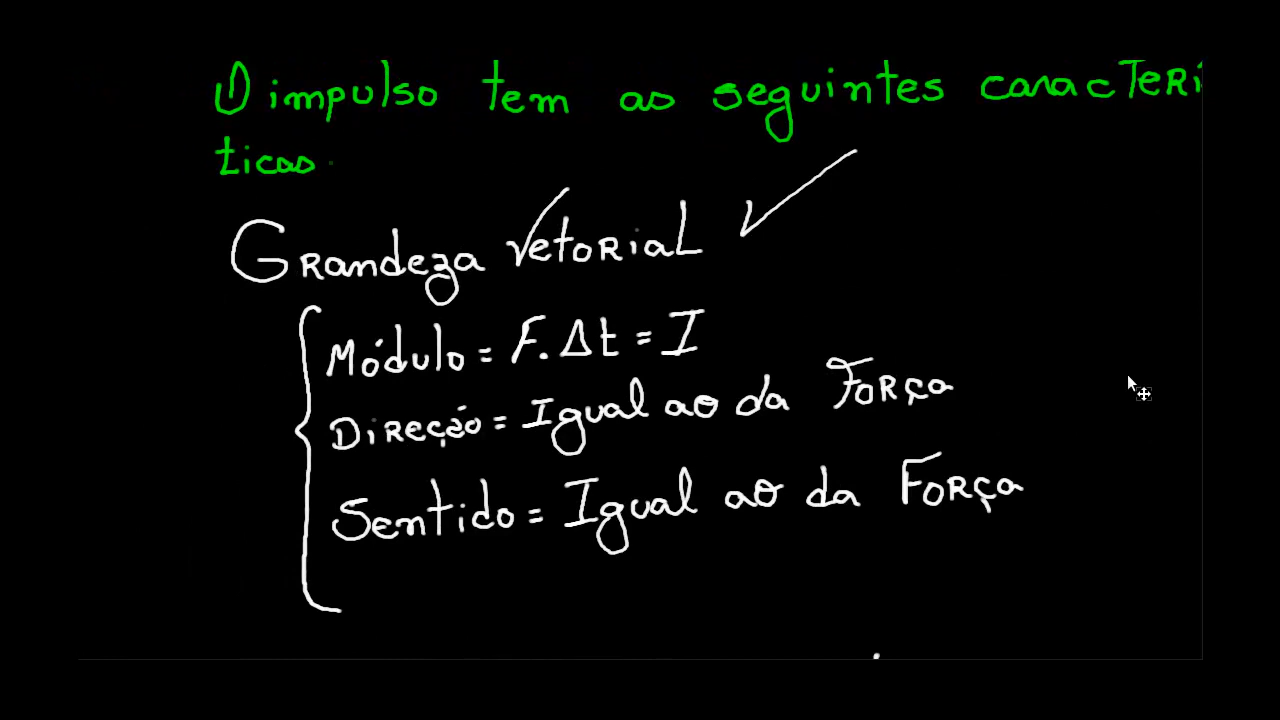 O impulso tem as seguintes caracterí
ticas
Grandeza vetorial
Módulo = F. Δt = I
Direção = Igual ao da Força
Sentido = Igual ao da Força